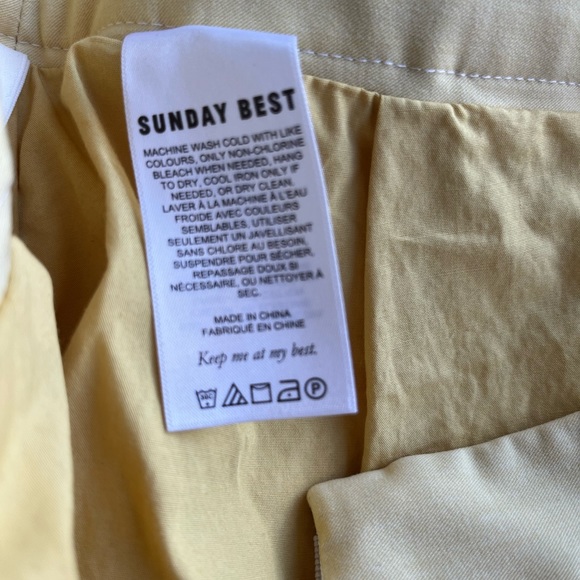 SUNDAY BEST
MACHINE WASH COLD WITH LIKE
COLOURS, ONLY NON-CHLORINE
BLEACH WHEN NEEDED, HANG
TO DRY, COOL IRON ONLY IF
NEEDED, OR DRY CLEAN.
LAVER À LA MACHINE À L'EAU
FROIDE AVEC COULEURS
SEMBLABLES, UTILISER
SEULEMENT UN JAVELLISANT
SANS CHLORE AU BESOIN,
SUSPENDRE POUR SÉCHER,
REPASSAGE DOUX SI
NÉCESSAIRE, OU NETTOYER À
SEC.
MADE IN CHINA
FABRIQUÉ EN CHINE
Keep me at my best.
P